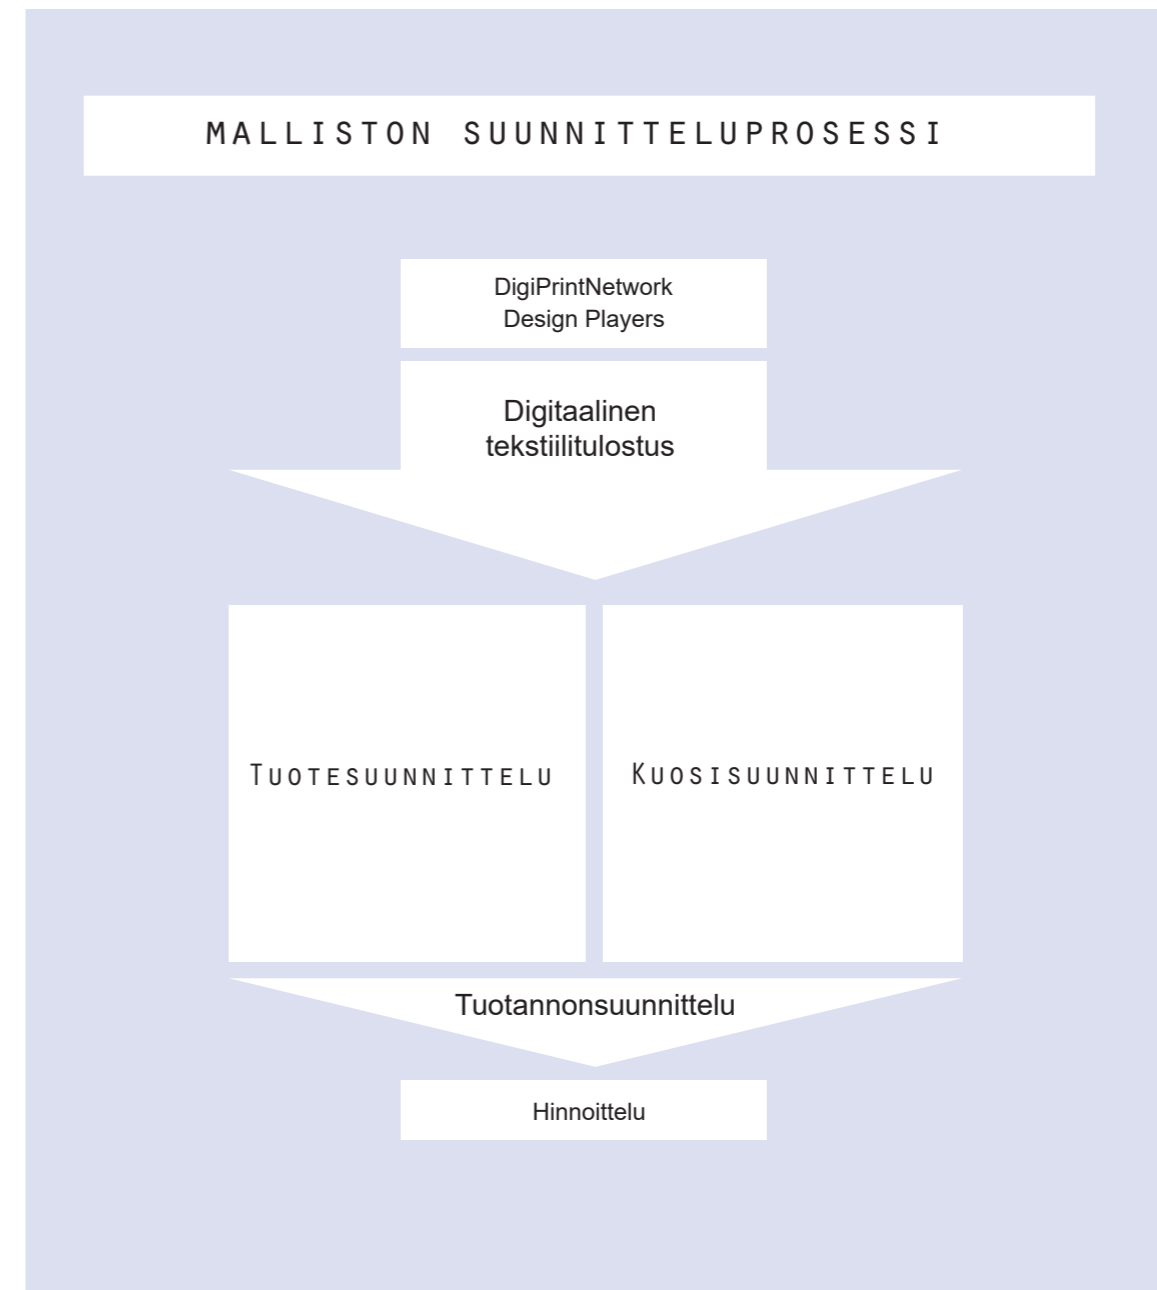 MALLISTON SUUNNITTELUPROSESSI
DigiPrintNetwork
Design Players
Digitaalinen
tekstiilitulostus
Tuotesuunnittelu
Kuosisuunnittelu
Tuotannonsuunnittelu
Hinnoittelu